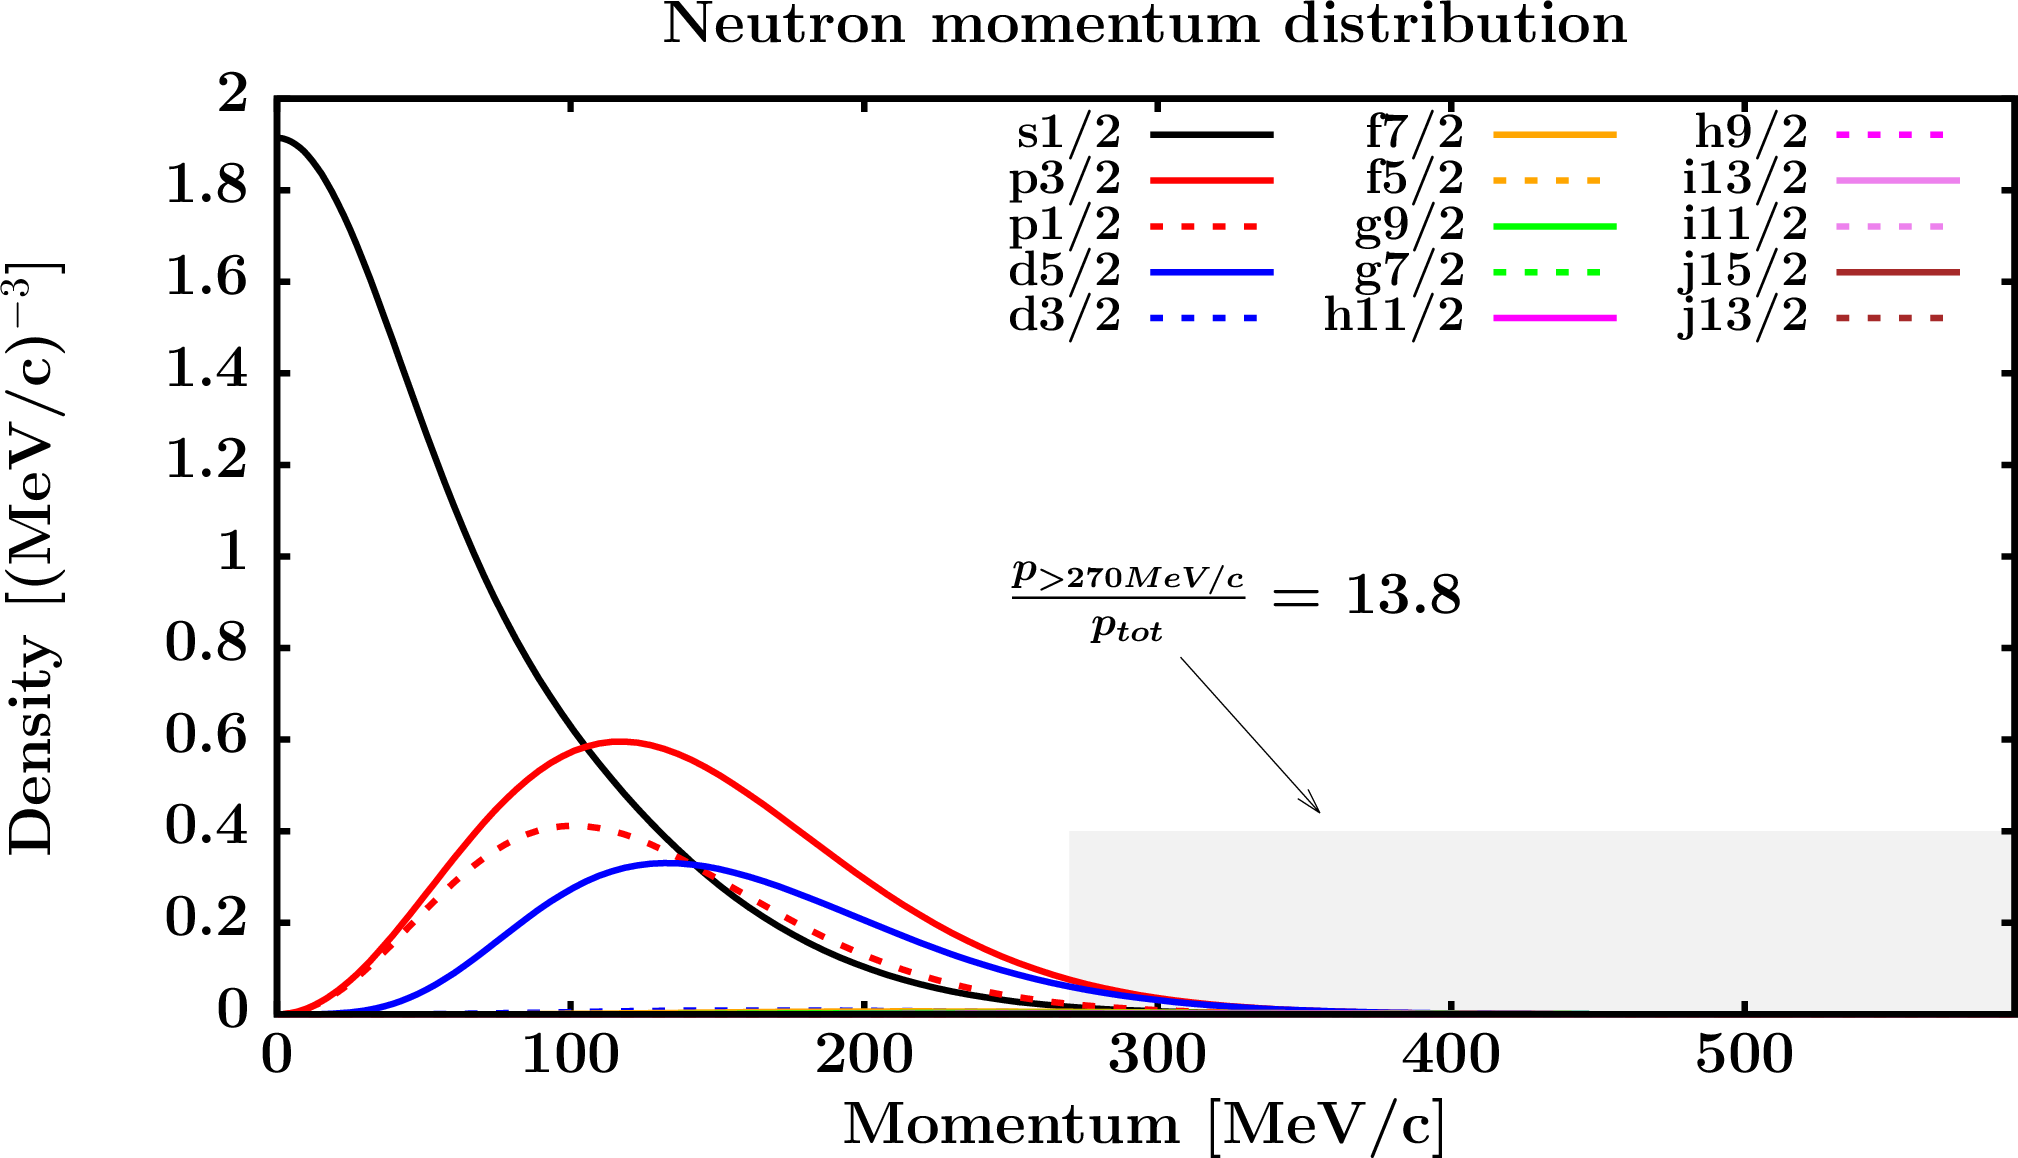 Neutron momentum distribution
2
1.8
1.6
1.4
1.2
1
0.8
0.6
0.4
0.2
0
Density [(MeV/c)⁻³]
s1/2
p3/2
p1/2
d5/2
d3/2
f7/2
f5/2
g9/2
g7/2
h11/2
h9/2
i13/2
i11/2
j15/2
j13/2
p>270MeV/c
ptot
= 13.8
0 100 200 300 400 500
Momentum [MeV/c]